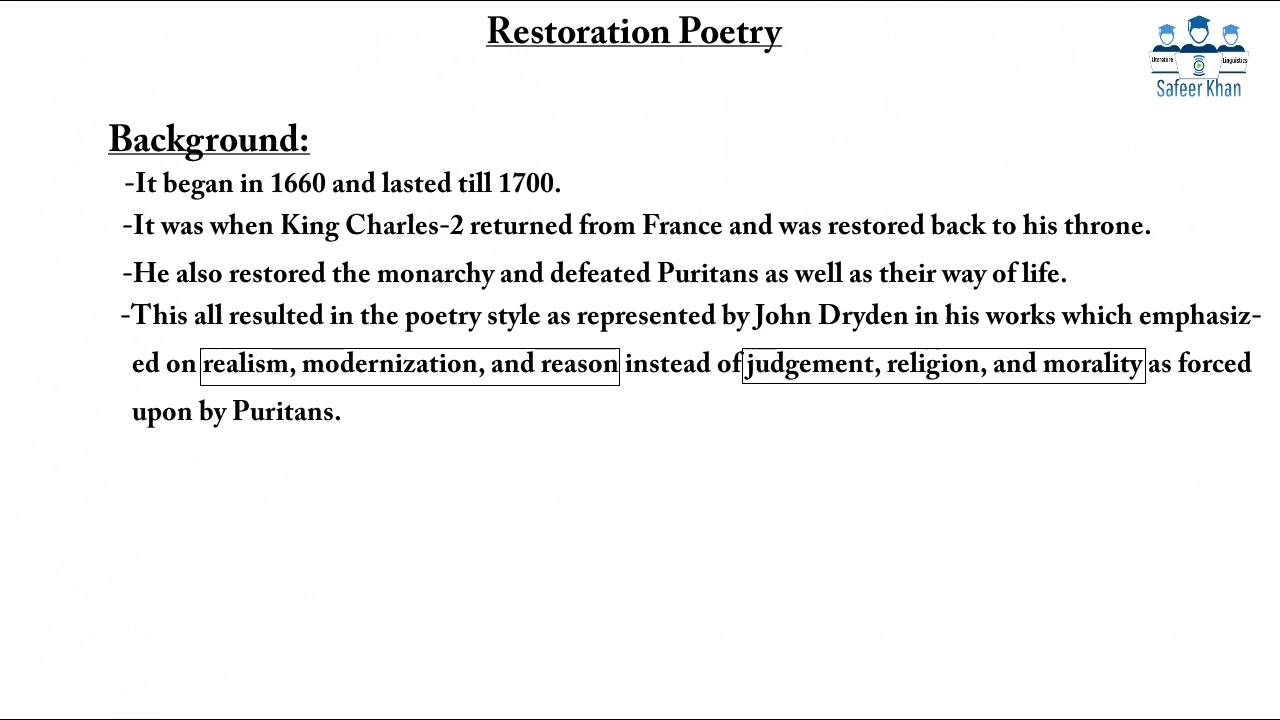 Restoration Poetry
Literature
Linguistics
Safeer Khan
Background:
-It began in 1660 and lasted till 1700.
-It was when King Charles-2 returned from France and was restored back to his throne.
-He also restored the monarchy and defeated Puritans as well as their way of life.
-This all resulted in the poetry style as represented by John Dryden in his works which emphasiz-
ed on realism, modernization, and reason instead of judgement, religion, and morality as forced
upon by Puritans.